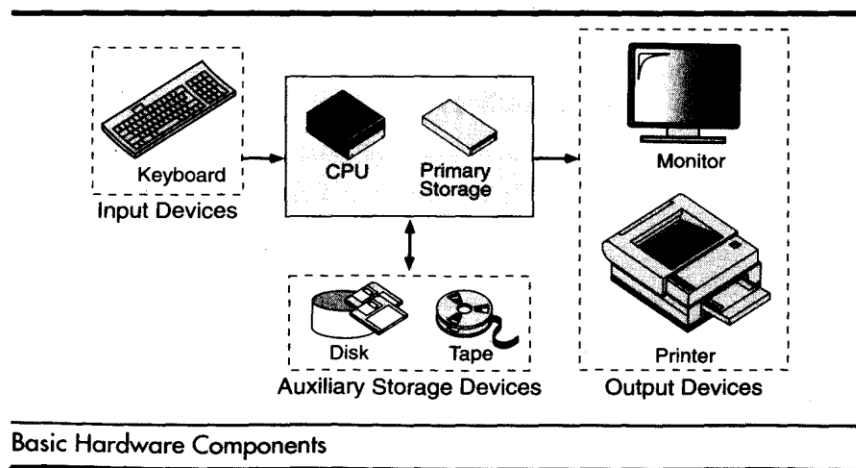 Keyboard
Input Devices
CPU
Primary
Storage
Monitor
Printer
Output Devices
Disk
Tape
Auxiliary Storage Devices
Basic Hardware Components